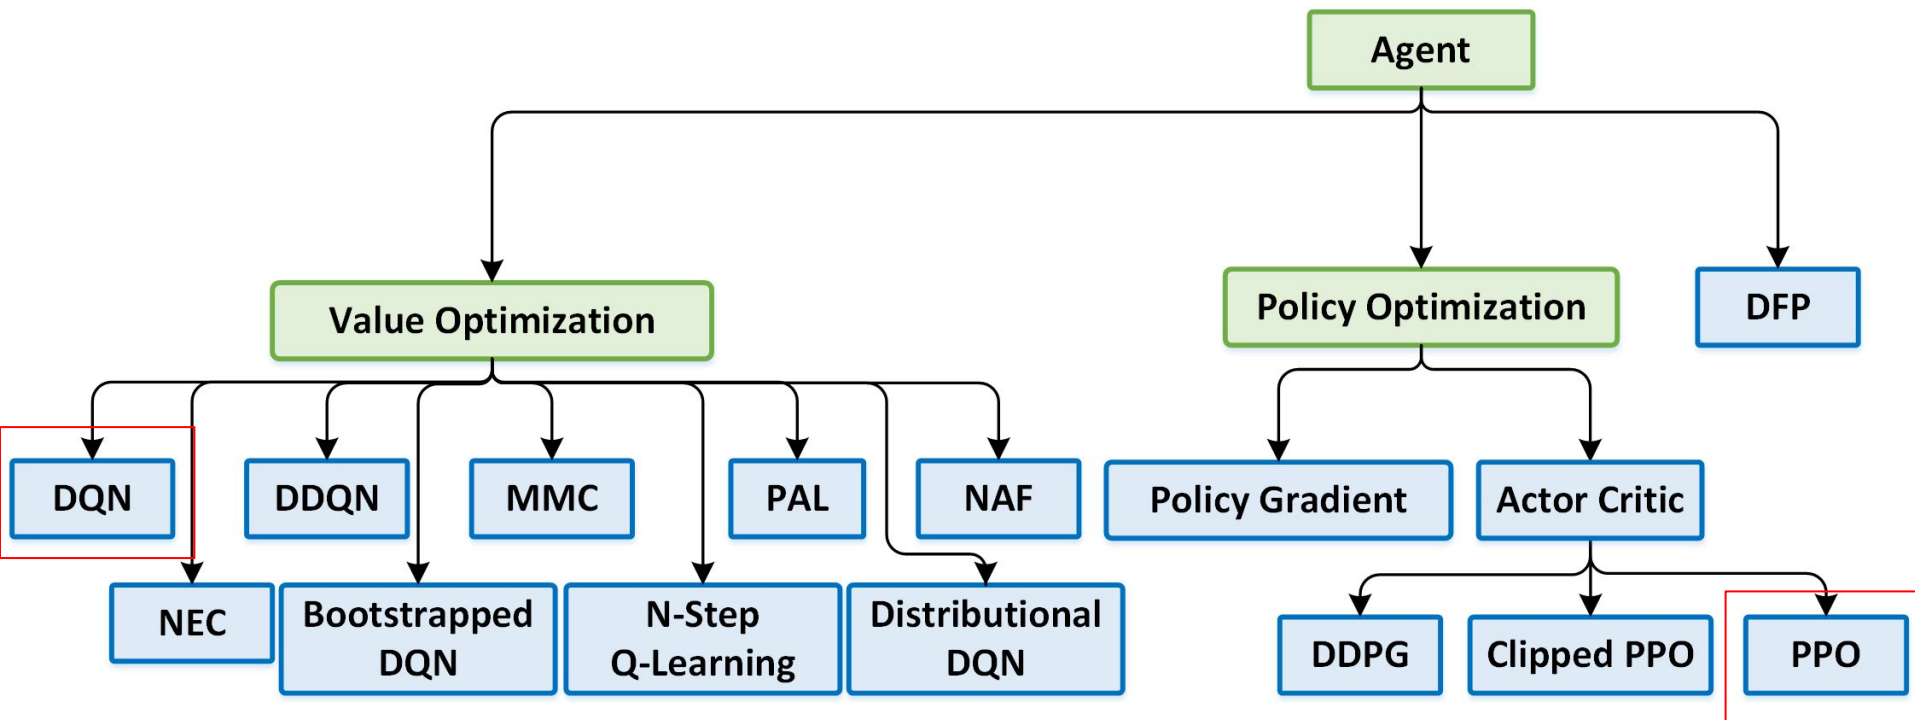 Agent
Value Optimization
Policy Optimization
DFP
DQN
DDQN
MMC
PAL
NAF
Policy Gradient
Actor Critic
NEC
Bootstrapped
DQN
N-Step
Q-Learning
Distributional
DQN
DDPG
Clipped PPO
PPO